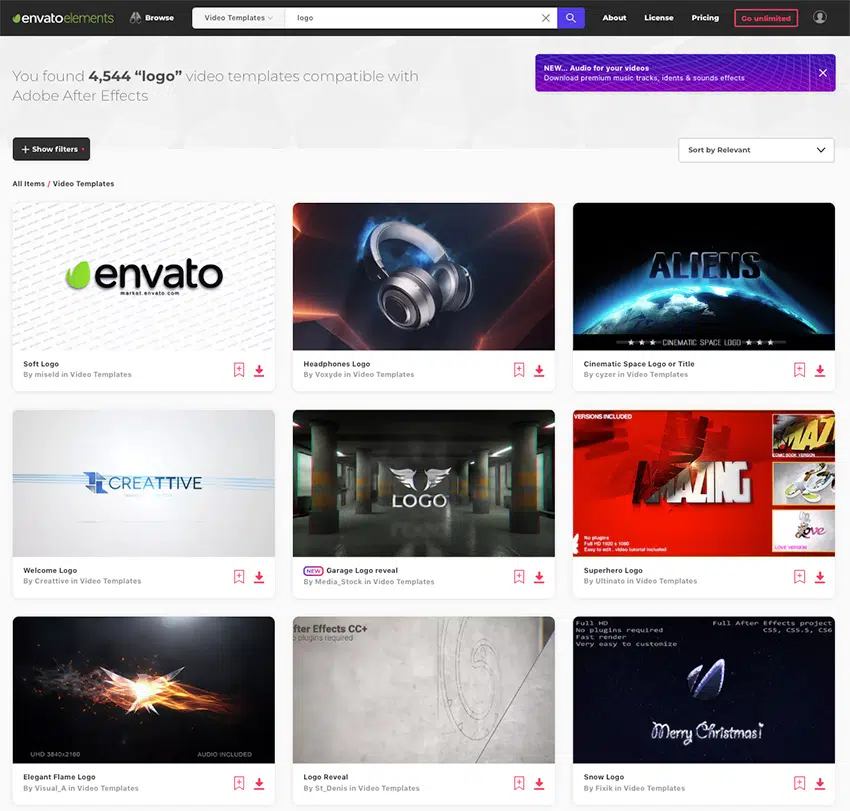 envatoelements
Browse
Video Templates
logo
About
License
Pricing
Go unlimited
You found 4,544 “logo” video templates compatible with
Adobe After Effects
NEW... Audio for your videos
Download premium music tracks, idents & sounds effects
Show filters
Sort by Relevant
All Items / Video Templates
envato
market.envato.com
ALIENS
★ ★ ★ CINEMATIC SPACE LOGO ★ ★ ★
Soft Logo
By miseld in Video Templates
Headphones Logo
By Voxyde in Video Templates
Cinematic Space Logo or Title
By cyzer in Video Templates
CREATTIVE
LOGO
VERSIONS INCLUDED
AMAZING
COMIC BOOK VERSION
Love
LOVE VERSION
No plugins
Full HD 1920 x 1080
Easy to edit . video tutorial included
Welcome Logo
By Creattive in Video Templates
NEW Garage Logo reveal
By Media_Stock in Video Templates
Superhero Logo
By Ultinato in Video Templates
UHD 3840x2160
AUDIO INCLUDED
fter Effects CC+
plugins required
Full HD
No plugins required
Fast render
Very easy to customize
Full After Effects project
CS5, CS5.5, CS6
Merry Christmas!
Elegant Flame Logo
By Visual_A in Video Templates
Logo Reveal
By St_Denis in Video Templates
Snow Logo
By Fixik in Video Templates